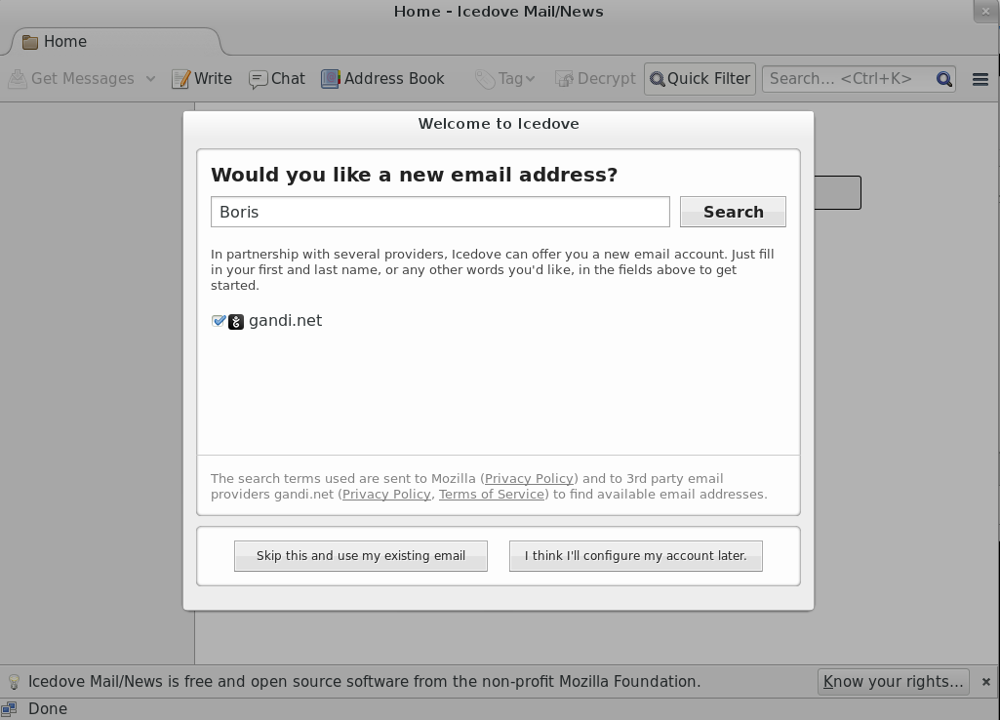 Home - Icedove Mail/News
Home
Get Messages Write Chat Address Book Tag Decrypt Quick Filter Search... <Ctrl+K>
Welcome to Icedove
Would you like a new email address?
Boris Search
In partnership with several providers, Icedove can offer you a new email account. Just fill
in your first and last name, or any other words you'd like, in the fields above to get
started.
gandi.net
The search terms used are sent to Mozilla (Privacy Policy) and to 3rd party email
providers gandi.net (Privacy Policy, Terms of Service) to find available email addresses.
Skip this and use my existing email I think I'll configure my account later.
Icedove Mail/News is free and open source software from the non-profit Mozilla Foundation. Know your rights...
Done